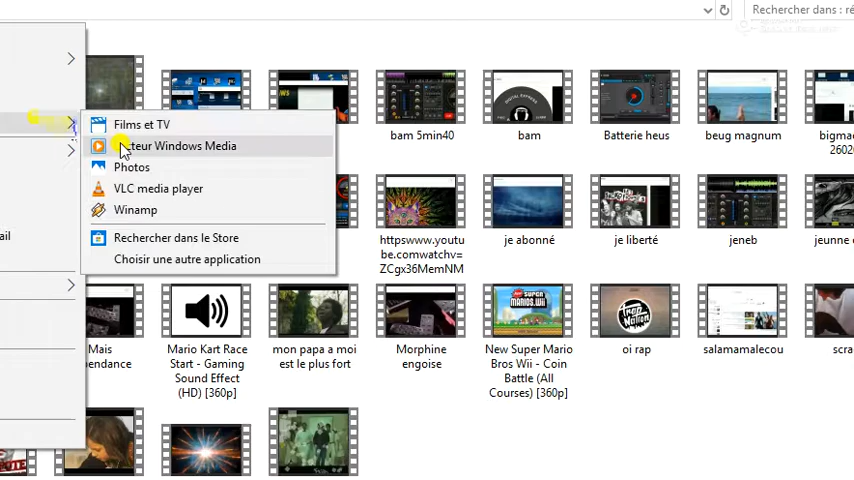 Rechercher dans : ré
Films et TV
cteur Windows Media
Photos
VLC media player
Winamp
Rechercher dans le Store
Choisir une autre application
ail
bam 5min40
bam
Batterie heus
beug magnum
bigmac
2602
httpswww.youtu
be.comwatchv=
ZCgx36MemNM
je abonné
je liberté
jeneb
jeunne c
Mais
pendance
Mario Kart Race
Start - Gaming
Sound Effect
(HD) [360p]
mon papa a moi
est le plus fort
Morphine
engoise
New Super Mario
Bros Wii - Coin
Battle (All
Courses) [360p]
oi rap
salamamalecou
scra